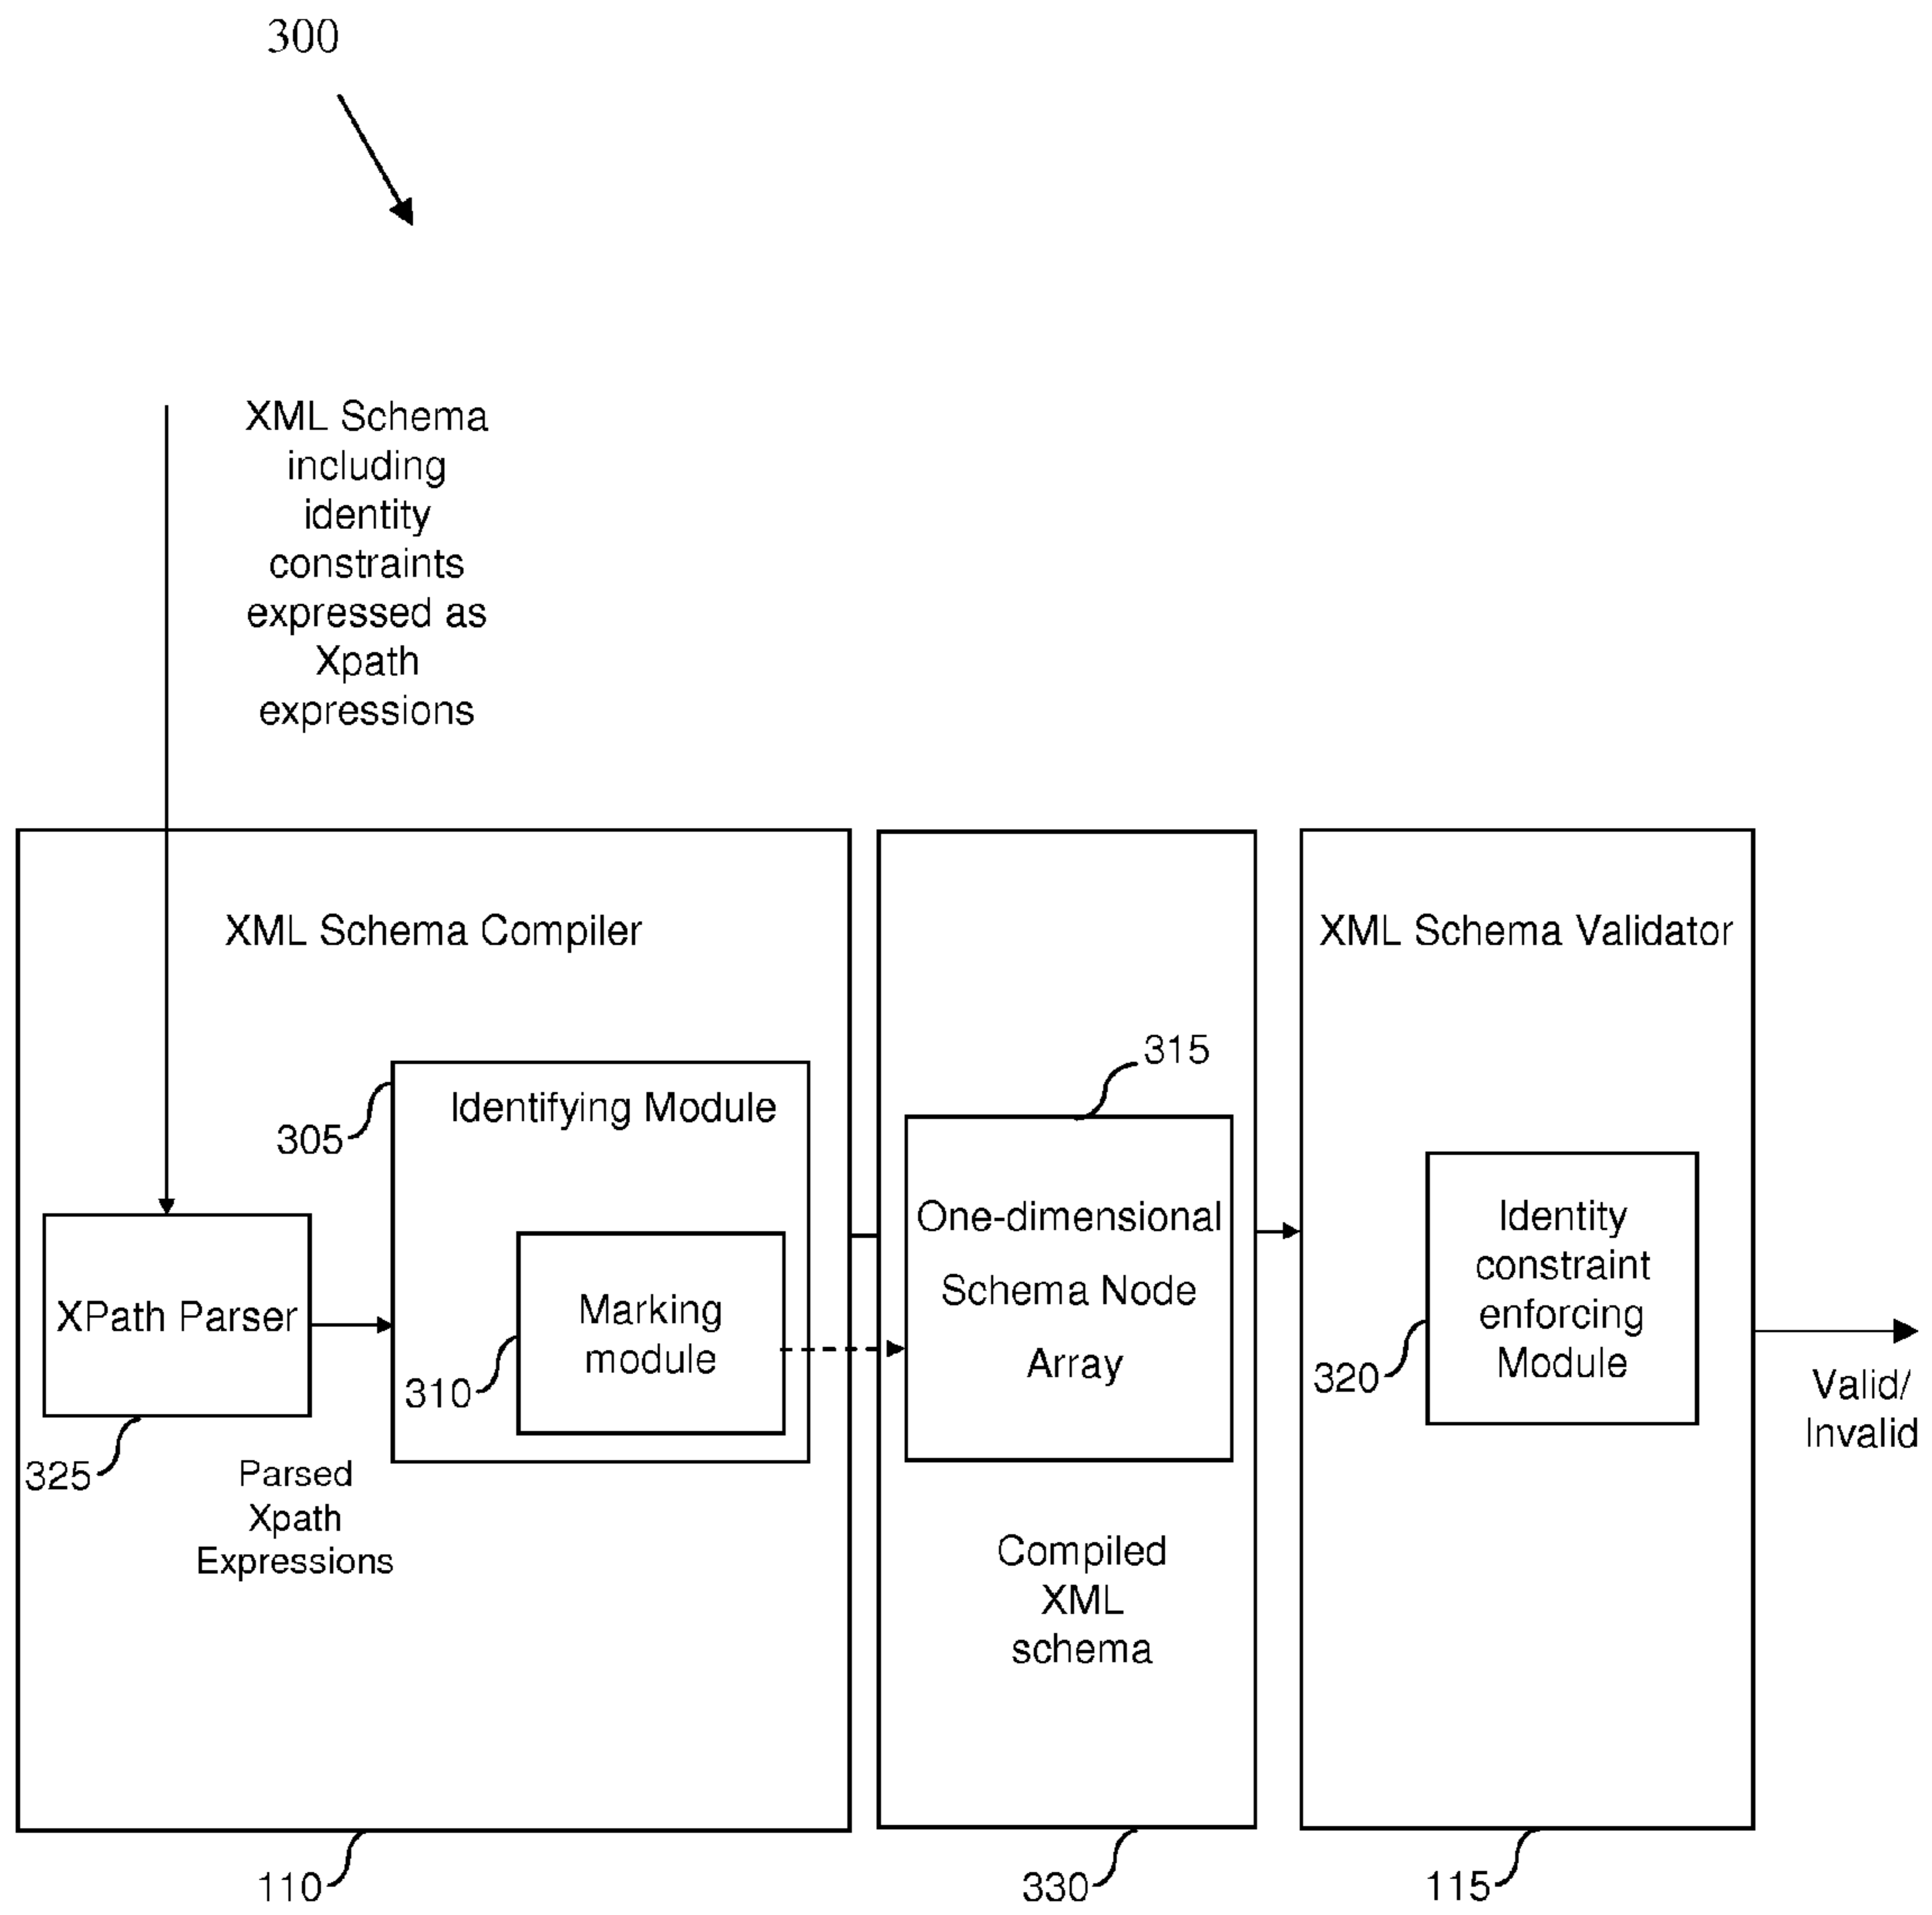 300
XML Schema
including
identity
constraints
expressed as
Xpath
expressions
XML Schema Compiler
XML Schema Validator
315
305
Identifying Module
One-dimensional
Schema Node
Array
Identity
constraint
enforcing
Module
XPath Parser
Marking
module
310
320
Valid/
Invalid
325
Parsed
Xpath
Expressions
Compiled
XML
schema
110
330
115